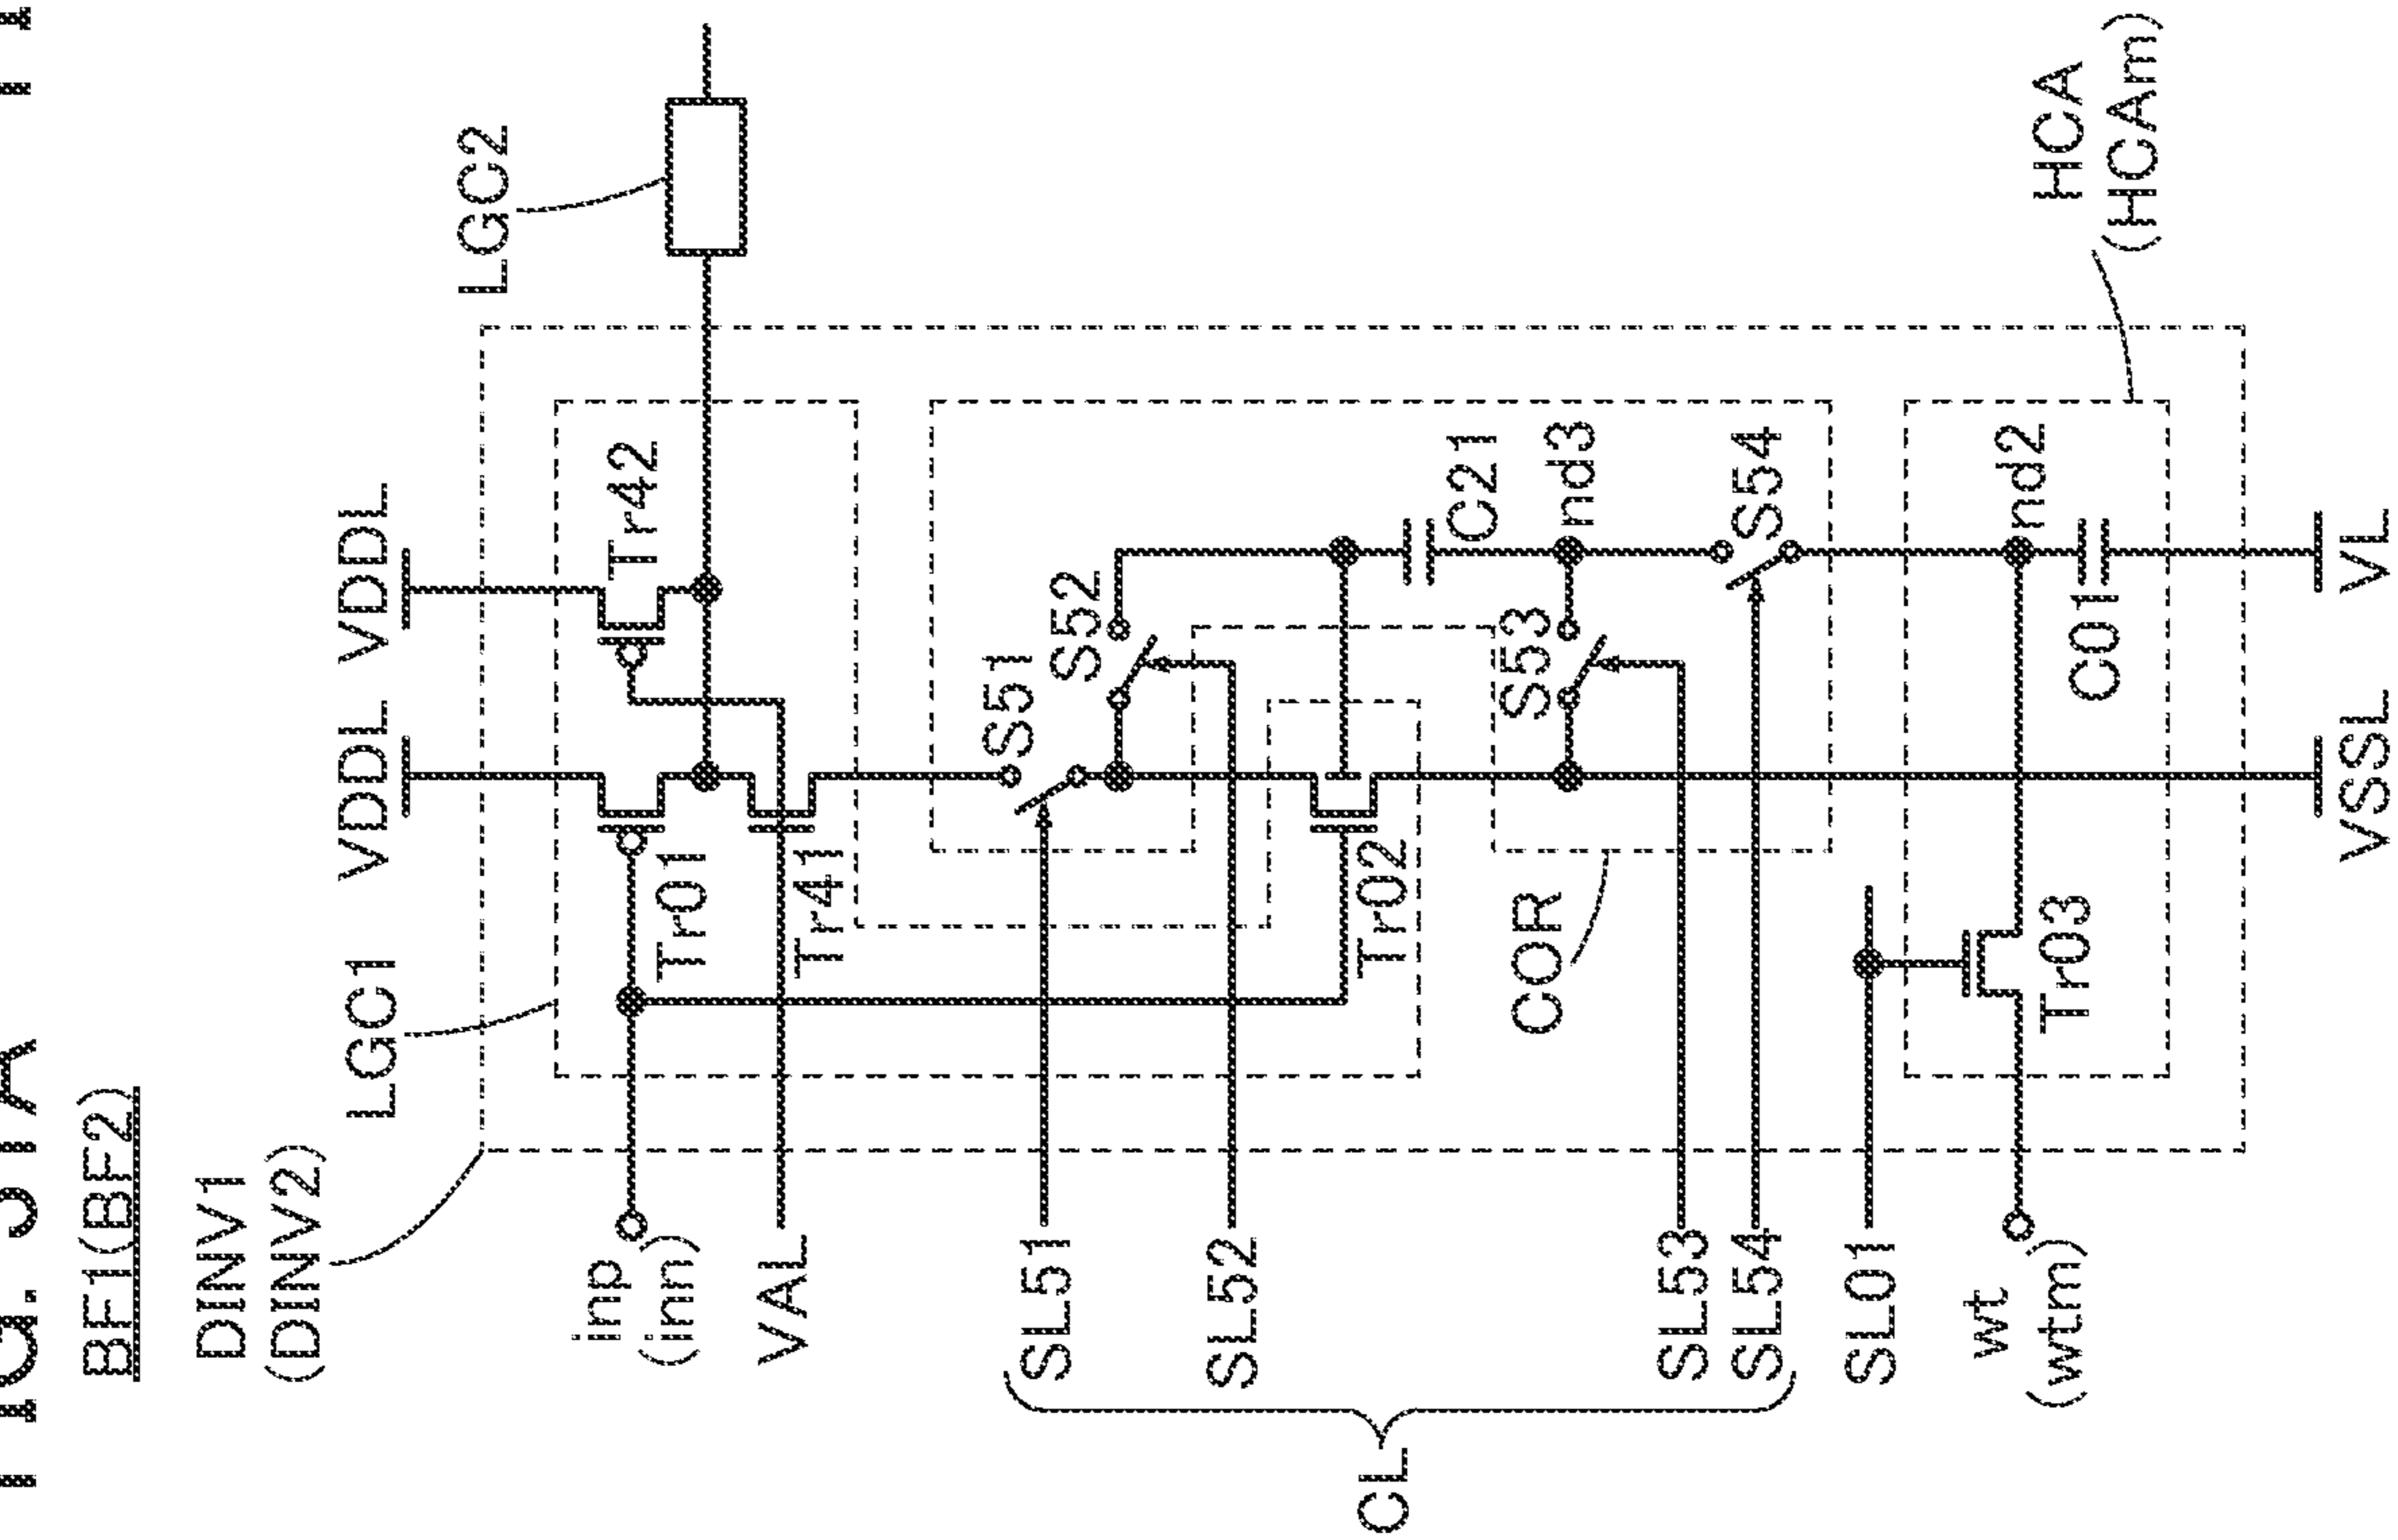 BF1(BF2)
DINV1
(DINV2)
LGC1
VDDL
VDDL
LGC2
inp
(inn)
Tr01
Tr42
VAL
Tr41
SL51
S51
S52
SL52
Tr02
C21
CL
COR
S53
nd3
SL53
SL54
S54
SL01
HCA
(HCAm)
wt
(wtm)
Tr03
nd2
C01
VSSL
VL